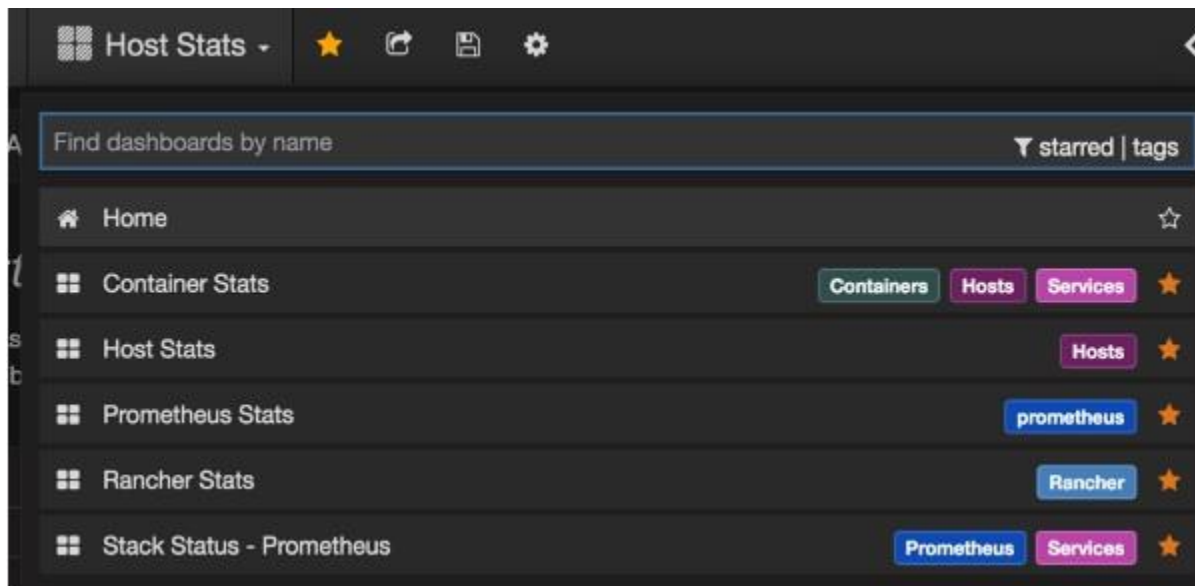 Host Stats
Find dashboards by name starred | tags
Home
Container Stats Containers Hosts Services
Host Stats Hosts
Prometheus Stats prometheus
Rancher Stats Rancher
Stack Status - Prometheus Prometheus Services